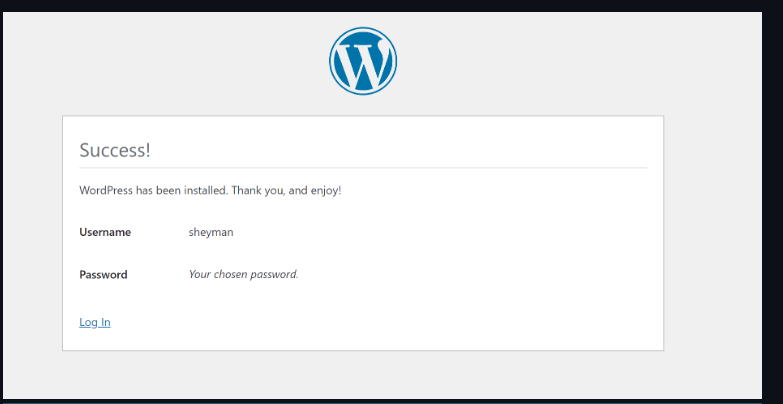 Success!
WordPress has been installed. Thank you, and enjoy!
Username sheyman
Password Your chosen password.
Log In